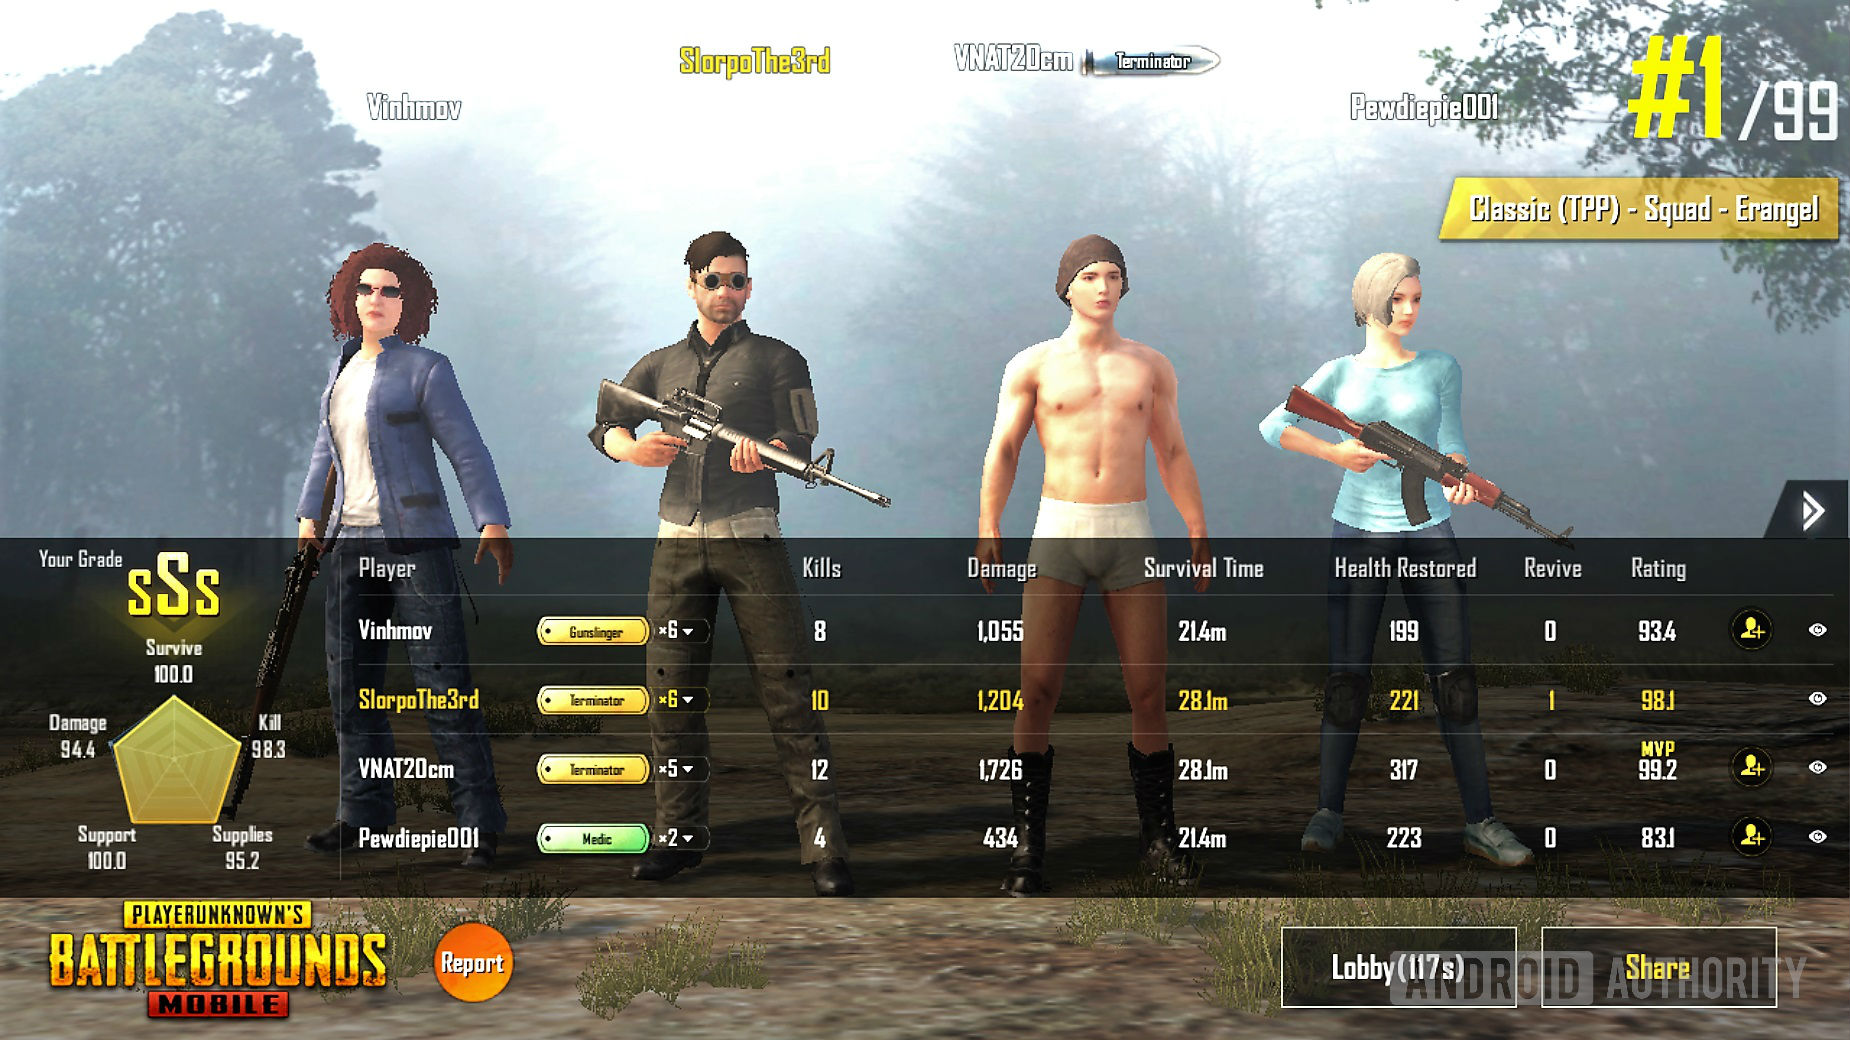 SlorpoThe3rd
VNAT20cm Terminator
Vinhmov
Pewdiepie001
#1/99
Classic (TPP) - Squad - Erangel
Your Grade
sSs
Survive
100.0
Damage
94.4
Kill
98.3
Support
100.0
Supplies
95.2
Player Kills Damage Survival Time Health Restored Revive Rating
Vinhmov Gunslinger ×6 8 1,055 21.4m 199 0 93.4
SlorpoThe3rd Terminator ×6 10 1,204 28.1m 221 1 98.1
MVP
VNAT20cm Terminator ×5 12 1,726 28.1m 317 0 99.2
Pewdiepie001 Medic ×2 4 434 21.4m 223 0 83.1
PLAYERUNKNOWN'S
BATTLEGROUNDS
MOBILE
Report
Lobby(117s)
Share
ANDROID AUTHORITY